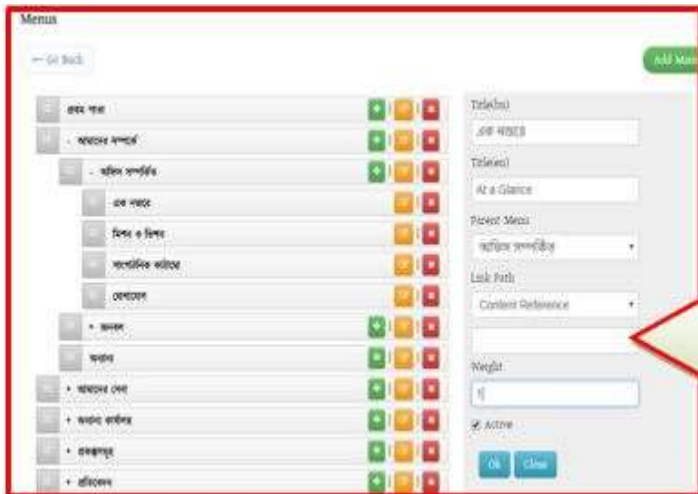 Menus
← Go Back
Add Men
প্রথম পাতা
- আমাদের সম্পর্কে
- অফিস সম্পর্কিত
এক নজরে
মিশন ও ভিশন
সাংগঠনিক কাঠামো
যোগাযোগ
+ জনবল
অন্যান্য
+ আমাদের সেবা
+ অন্যান্য কার্যালয়
+ প্রকল্পসমূহ
+ প্রতিবেদন
Title(bn)
এক নজরে
Title(en)
At a Glance
Parent Menu
অফিস সম্পর্কিত
Link Path
Content Reference
Weight
1
Active
Ok Close